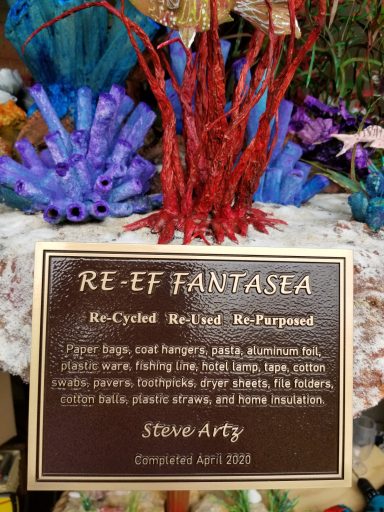 RE-EF FANTASEA
Re-Cycled Re-Used Re-Purposed
Paper bags, coat hangers, pasta, aluminum foil,
plastic ware, fishing line, hotel lamp, tape, cotton
swabs, pavers, toothpicks, dryer sheets, file folders,
cotton balls, plastic straws, and home insulation.
Steve Artz
Completed April 2020